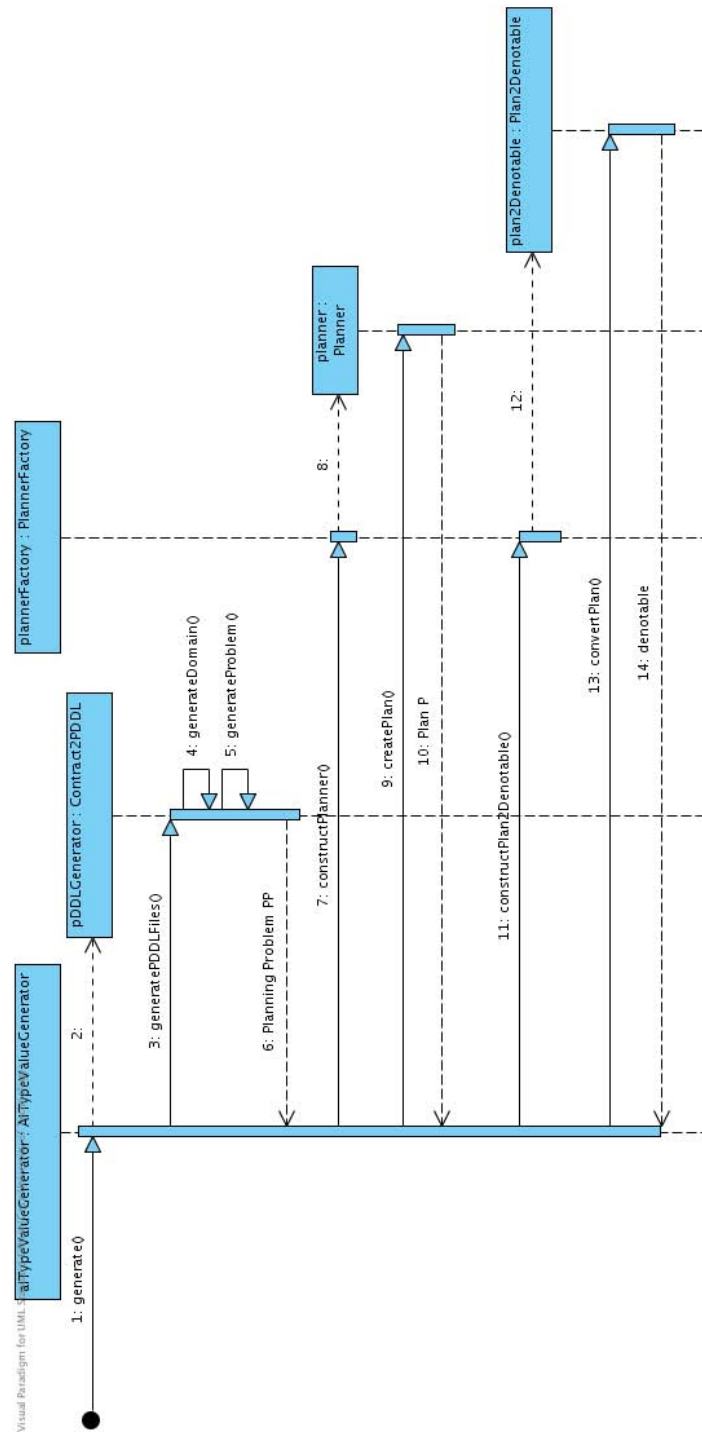 Visual Paradigm for UML S
aiTypeValueGenerator : AiTypeValueGenerator
pDDLGenerator : Contract2PDDL
plannerFactory : PlannerFactory
planner :
Planner
plan2Denotable : Plan2Denotable
1: generate()
2:
3: generatePDDLFiles()
4: generateDomain()
5: generateProblem()
6: Planning Problem PP
7: constructPlanner()
8:
9: createPlan()
10: Plan P
11: constructPlan2Denotable()
12:
13: convertPlan()
14: denotable